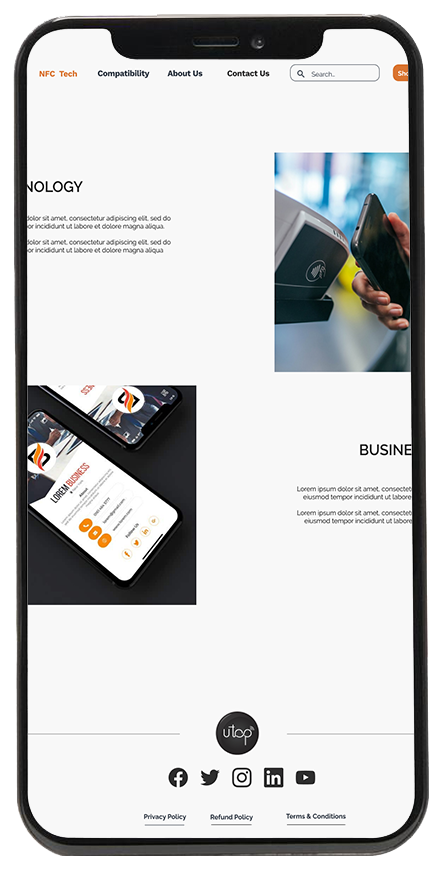 NFC Tech
Compatibility
About Us
Contact Us
Search..
Sho
NOLOGY
dolor sit amet, consectetur adipiscing elit, sed do
or incididunt ut labore et dolore magna aliqua.
dolor sit amet, consectetur adipiscing elit, sed do
or incididunt ut labore et dolore magna aliqua
LOREM BUSINESS
About
Follow Us
BUSINE
Lorem ipsum dolor sit amet, consectet
eiusmod tempor incididunt ut labore
Lorem ipsum dolor sit amet, consectet
eiusmod tempor incididunt ut labore
utap
Privacy Policy
Refund Policy
Terms & Conditions